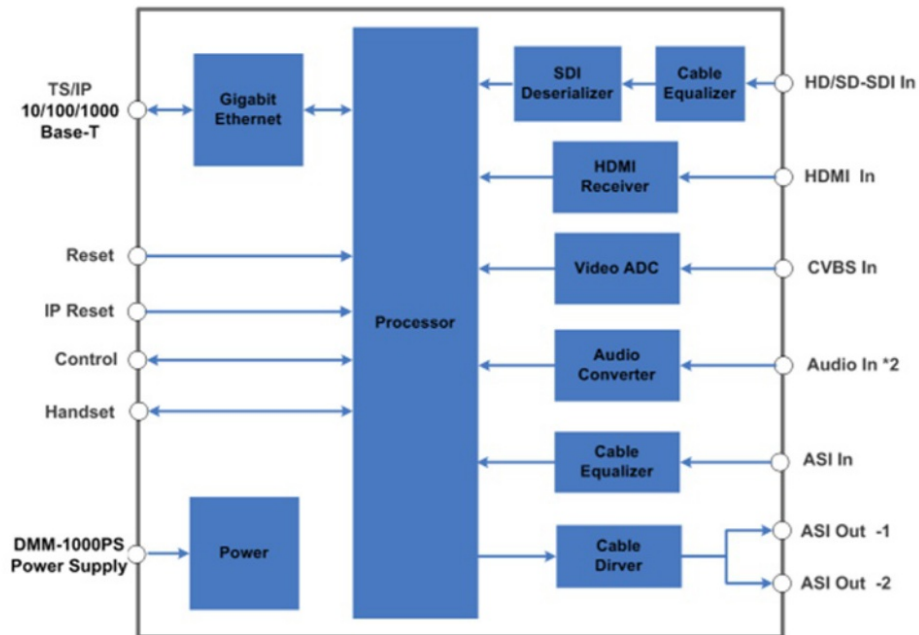 TS/IP
10/100/1000
Base-T
Gigabit
Ethernet
Reset
IP Reset
Control
Handset
DMM-1000PS
Power Supply
Power
Processor
SDI
Deserializer
Cable
Equalizer
HD/SD-SDI In
HDMI
Receiver
HDMI In
Video ADC
CVBS In
Audio
Converter
Audio In *2
Cable
Equalizer
ASI In
Cable
Dirver
ASI Out -1
ASI Out -2